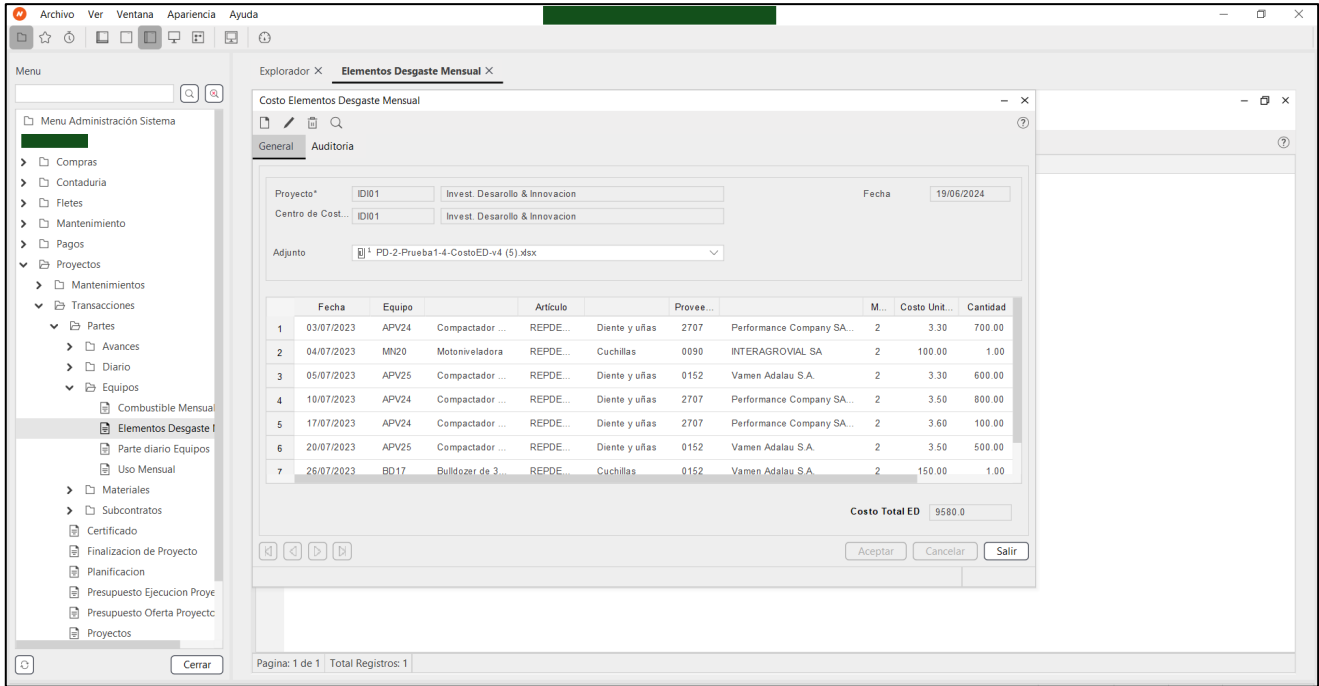 Archivo Ver Ventana Apariencia Ayuda
Menu
Menu Administración Sistema
Compras
Contaduria
Fletes
Mantenimiento
Pagos
Proyectos
Mantenimientos
Transacciones
Partes
Avances
Diario
Equipos
Combustible Mensual
Elementos Desgaste M
Parte diario Equipos
Uso Mensual
Materiales
Subcontratos
Certificado
Finalizacion de Proyecto
Planificacion
Presupuesto Ejecucion Proye
Presupuesto Oferta Proyecto
Proyectos
Cerrar
Explorador Elementos Desgaste Mensual
Costo Elementos Desgaste Mensual
General Auditoria
Proyecto* IDI01 Invest. Desarollo & Innovacion Fecha 19/06/2024
Centro de Cost... IDI01 Invest. Desarollo & Innovacion
Adjunto 1 PD-2-Prueba1-4-CostoED-v4 (5).xlsx
Fecha Equipo Artículo Provee... M... Costo Unit... Cantidad
1 03/07/2023 APV24 Compactador ... REPDE... Diente y uñas 2707 Performance Company SA... 2 3.30 700.00
2 04/07/2023 MN20 Motoniveladora REPDE... Cuchillas 0090 INTERAGROVIAL SA 2 100.00 1.00
3 05/07/2023 APV25 Compactador ... REPDE... Diente y uñas 0152 Vamen Adalau S.A. 2 3.30 600.00
4 10/07/2023 APV24 Compactador ... REPDE... Diente y uñas 2707 Performance Company SA... 2 3.50 800.00
5 17/07/2023 APV24 Compactador ... REPDE... Diente y uñas 2707 Performance Company SA... 2 3.60 100.00
6 20/07/2023 APV25 Compactador ... REPDE... Diente y uñas 0152 Vamen Adalau S.A. 2 3.50 500.00
7 26/07/2023 BD17 Bulldozer de 3... REPDE... Cuchillas 0152 Vamen Adalau S.A. 2 150.00 1.00
Costo Total ED 9580.0
Aceptar Cancelar Salir
Pagina: 1 de 1 Total Registros: 1